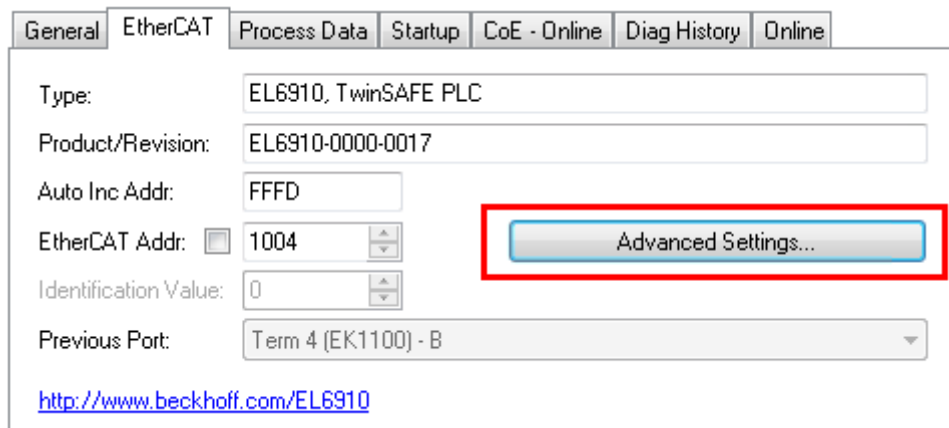 General EtherCAT Process Data Startup CoE - Online Diag History Online
Type: EL6910, TwinSAFE PLC
Product/Revision: EL6910-0000-0017
Auto Inc Addr: FFFD
EtherCAT Addr: 1004 Advanced Settings...
Identification Value: 0
Previous Port: Term 4 (EK1100) - B
http://www.beckhoff.com/EL6910